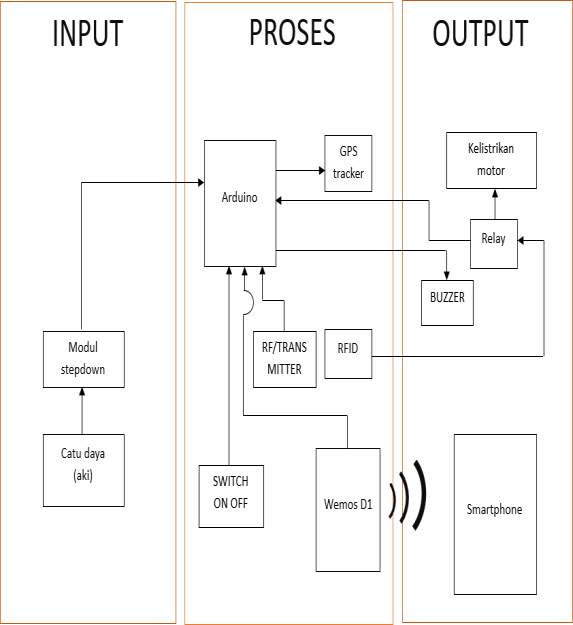 INPUT
PROSES
OUTPUT
GPS
tracker
Kelistrikan
motor
Arduino
Relay
BUZZER
Modul
stepdown
RF/TRANS
MITTER
RFID
Catu daya
(aki)
SWITCH
ON OFF
Wemos D1
Smartphone